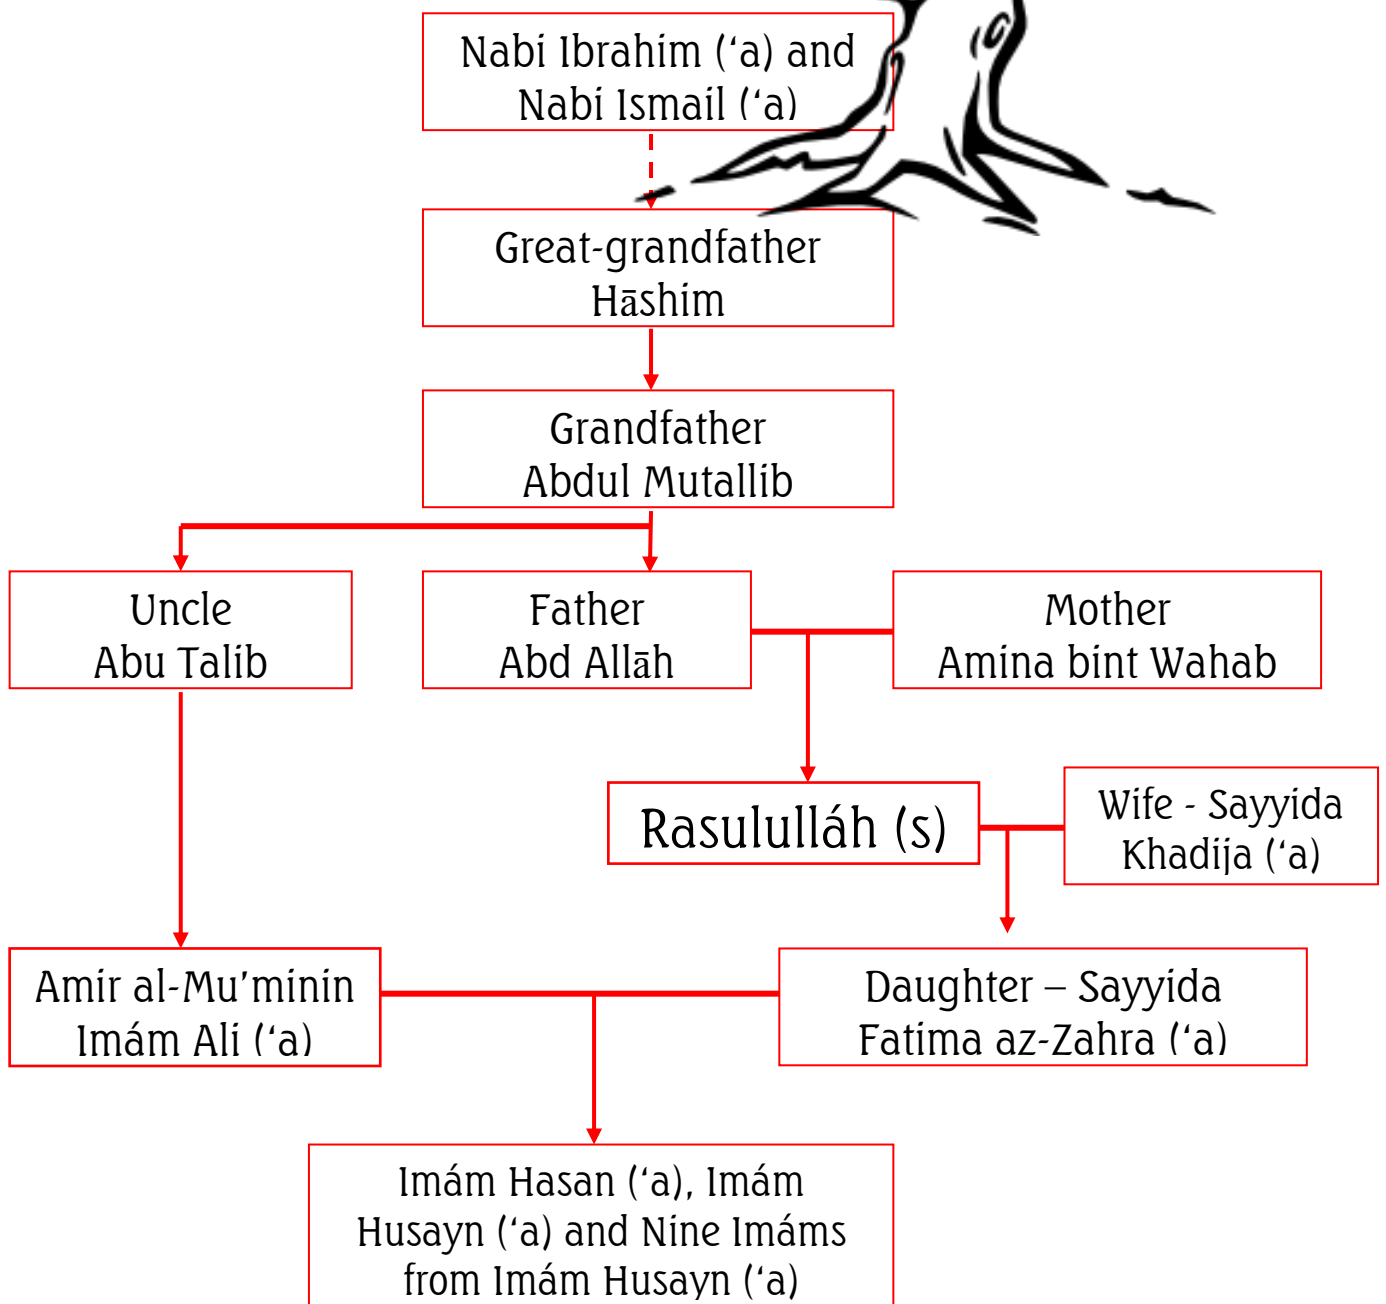 Nabi Ibrahim (‘a) and
Nabi Ismail (‘a)
Great-grandfather
Hāshim
Grandfather
Abdul Mutallib
Uncle
Abu Talib
Father
Abd Allāh
Mother
Amina bint Wahab
Rasululláh (s)
Wife - Sayyida
Khadija (‘a)
Amir al-Mu’minin
Imám Ali (‘a)
Daughter – Sayyida
Fatima az-Zahra (‘a)
Imám Hasan (‘a), Imám
Husayn (‘a) and Nine Imáms
from Imám Husayn (‘a)